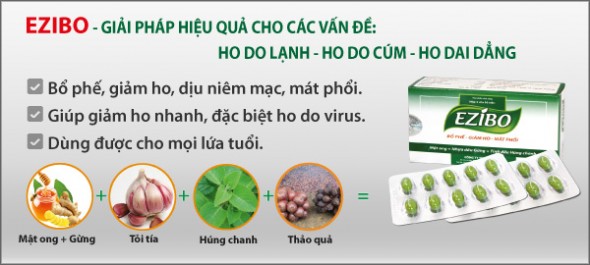 EZIBO - GIẢI PHÁP HIỆU QUẢ CHO CÁC VẤN ĐỀ:
HO DO LẠNH - HO DO CÚM - HO DAI DẲNG
Bổ phế, giảm ho, dịu niêm mạc, mát phổi.
Giúp giảm ho nhanh, đặc biệt ho do virus.
Dùng được cho mọi lứa tuổi.
EZIBO
BỔ PHẾ - GIẢM HO - MÁT PHỔI
+ + + =
Mật ong + Gừng Tỏi tía Húng chanh Thảo quả